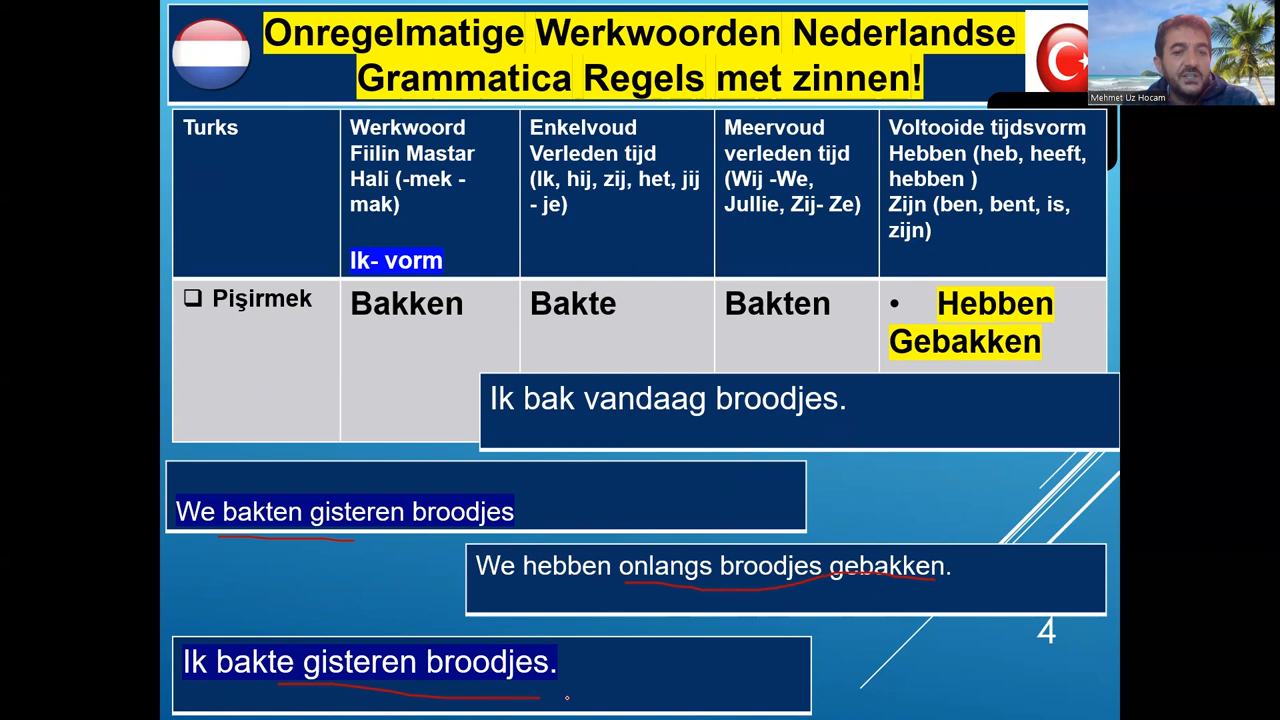 Onregelmatige Werkwoorden Nederlandse
Grammatica Regels met zinnen!
Mehmet Uz Hocam
Turks
Werkwoord
Fiilin Mastar
Hali (-mek -
mak)
Ik- vorm
Enkelvoud
Verleden tijd
(Ik, hij, zij, het, jij
- je)
Meervoud
verleden tijd
(Wij -We,
Jullie, Zij- Ze)
Voltooide tijdsvorm
Hebben (heb, heeft,
hebben )
Zijn (ben, bent, is,
zijn)
Pişirmek
Bakken
Bakte
Bakten
• Hebben
Gebakken
Ik bak vandaag broodjes.
We bakten gisteren broodjes
We hebben onlangs broodjes gebakken.
4
Ik bakte gisteren broodjes.